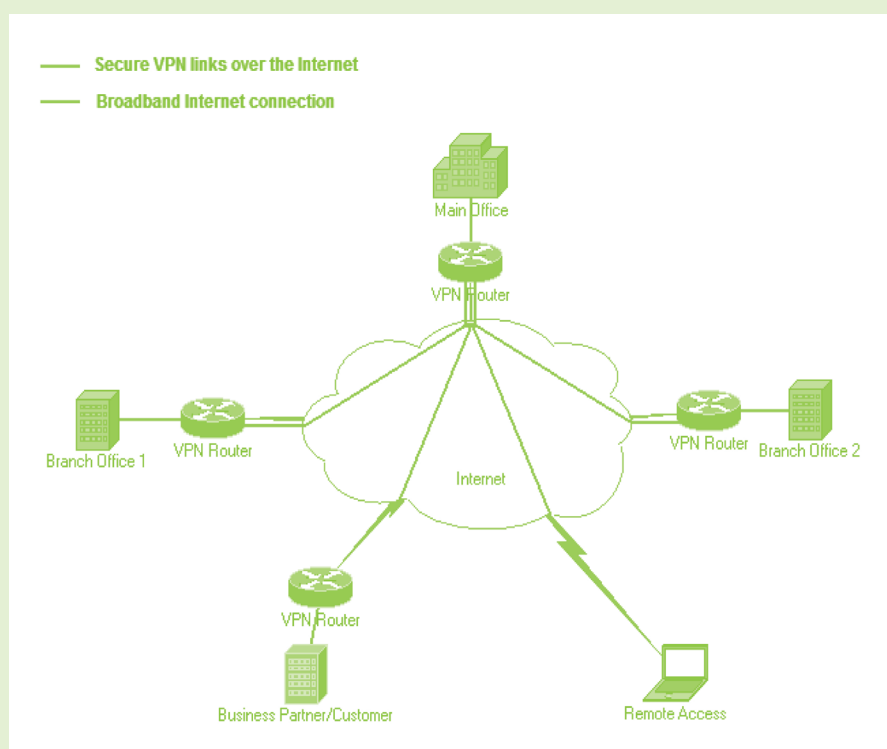 Secure VPN links over the Internet
Broadband Internet connection
Main Office
VPN Router
VPN Router
Branch Office 1
VPN Router
Branch Office 2
Internet
VPN Router
Business Partner/Customer
Remote Access